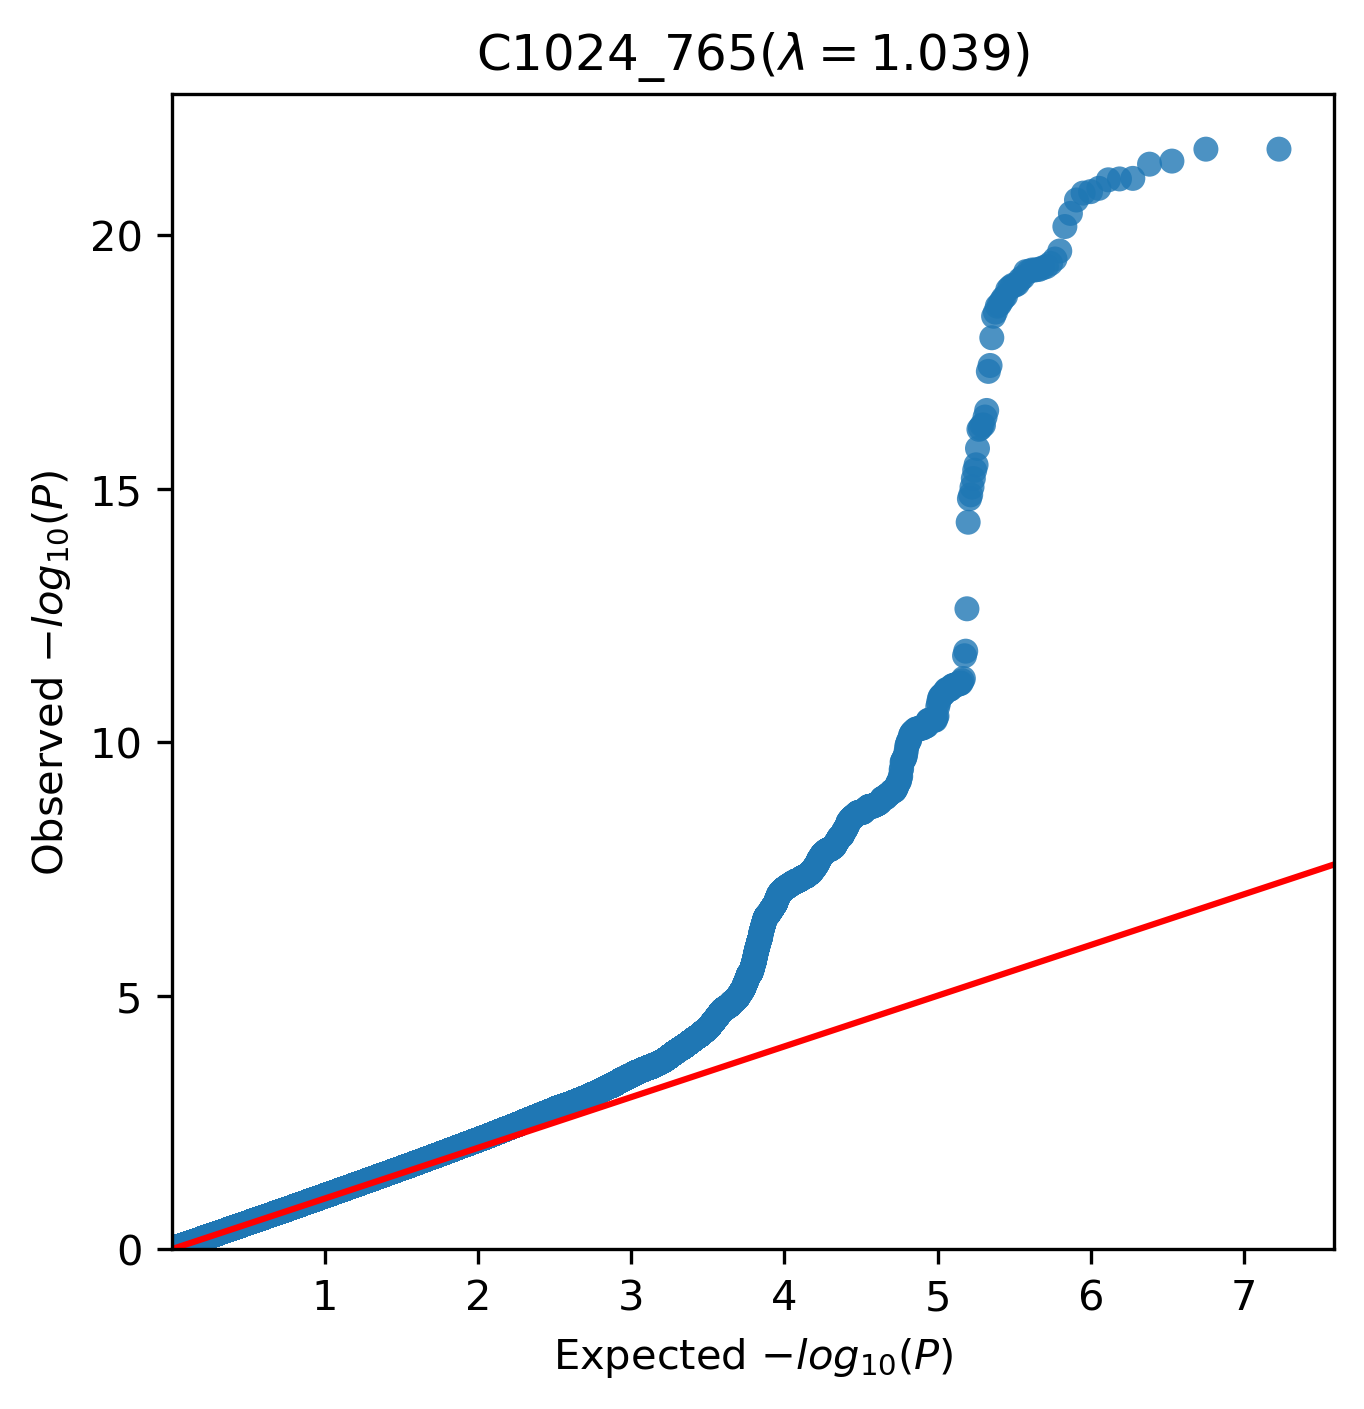 C1024_765(λ = 1.039)
20
15
10
5
0
Observed −log₁₀(P)
1 2 3 4 5 6 7
Expected −log₁₀(P)